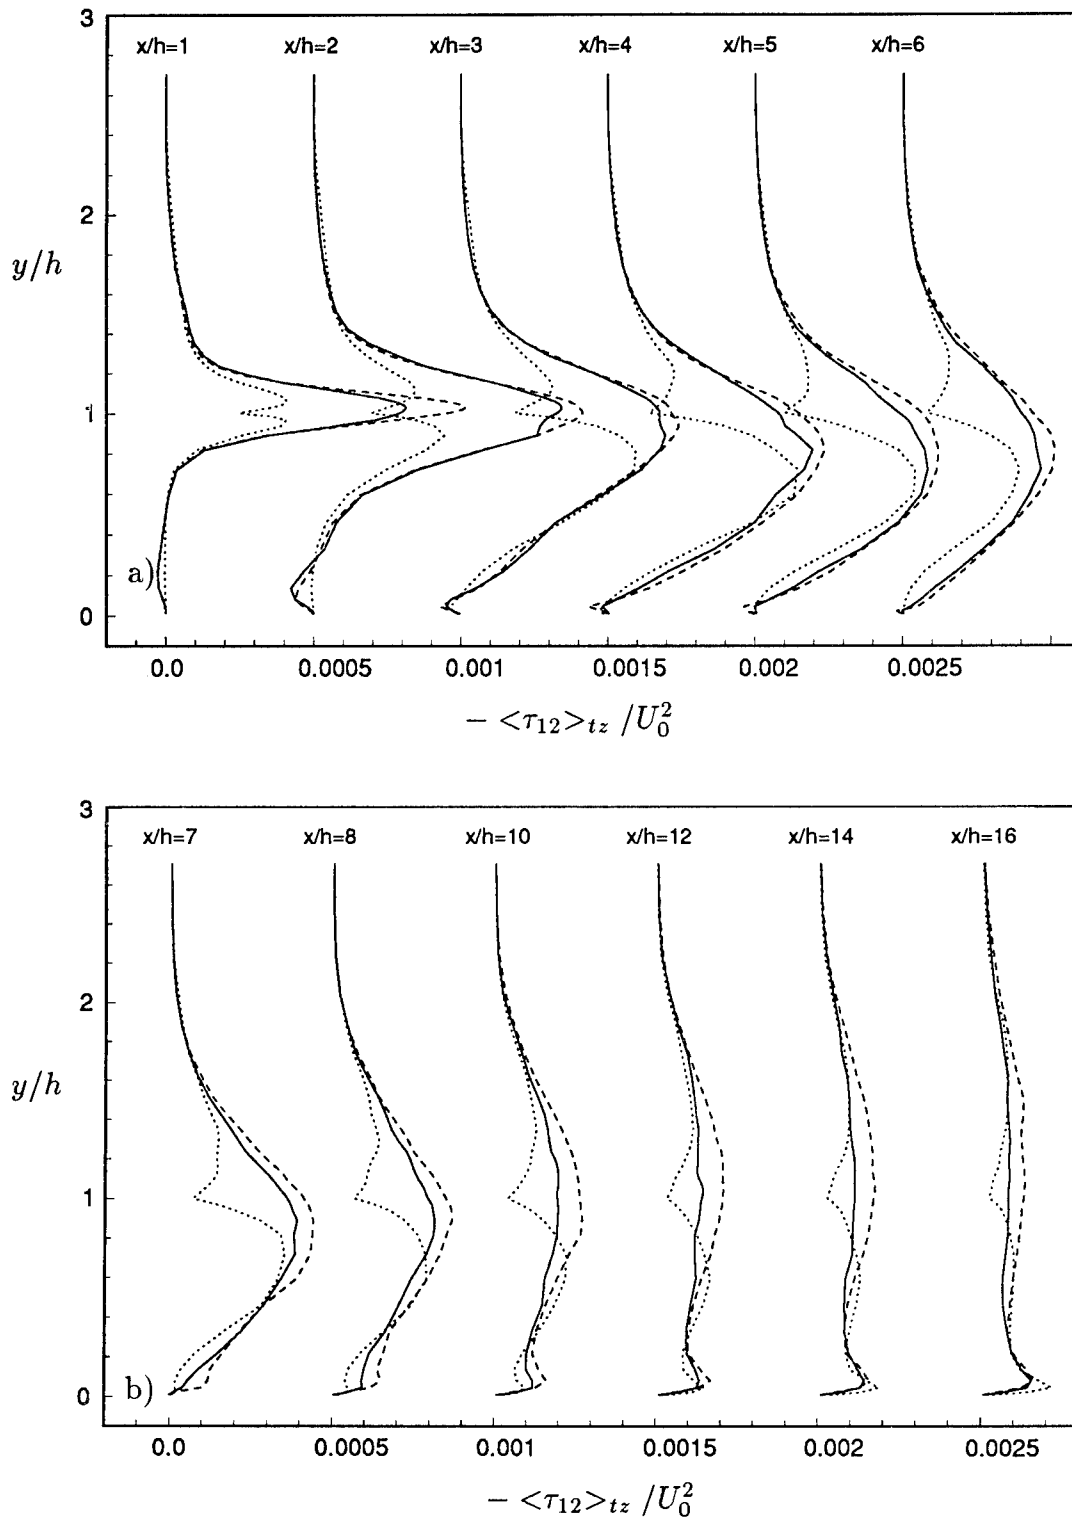 3
x/h=1 x/h=2 x/h=3 x/h=4 x/h=5 x/h=6
2
y/h
1
a)
0
0.0 0.0005 0.001 0.0015 0.002 0.0025
− <τ₁₂>ₜz /U₀²
3
x/h=7 x/h=8 x/h=10 x/h=12 x/h=14 x/h=16
2
y/h
1
b)
0
0.0 0.0005 0.001 0.0015 0.002 0.0025
− <τ₁₂>ₜz /U₀²